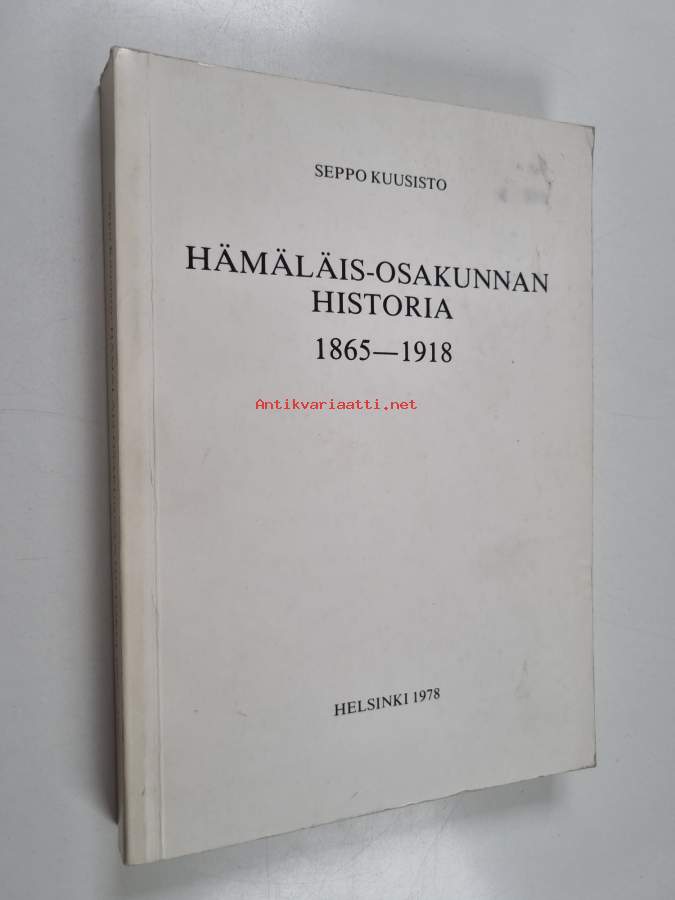 SEPPO KUUSISTO
HÄMÄLÄIS-OSAKUNNAN
HISTORIA
1865—1918
Antikvariaatti.net
HELSINKI 1978